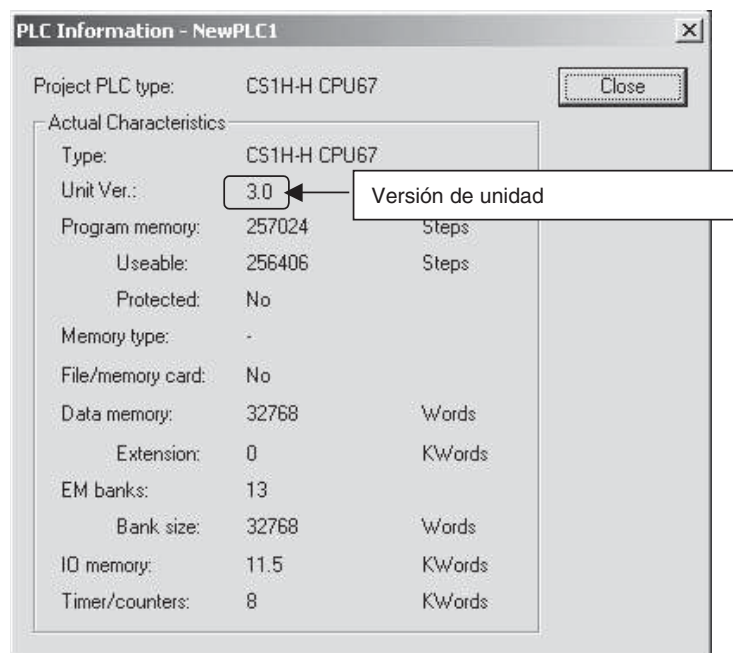 PLC Information - NewPLC1
Project PLC type: CS1H-H CPU67 Close
Actual Characteristics
Type: CS1H-H CPU67
Unit Ver.: 3.0 Versión de unidad
Program memory: 257024 Steps
Useable: 256406 Steps
Protected: No
Memory type: -
File/memory card: No
Data memory: 32768 Words
Extension: 0 KWords
EM banks: 13
Bank size: 32768 Words
IO memory: 11.5 KWords
Timer/counters: 8 KWords